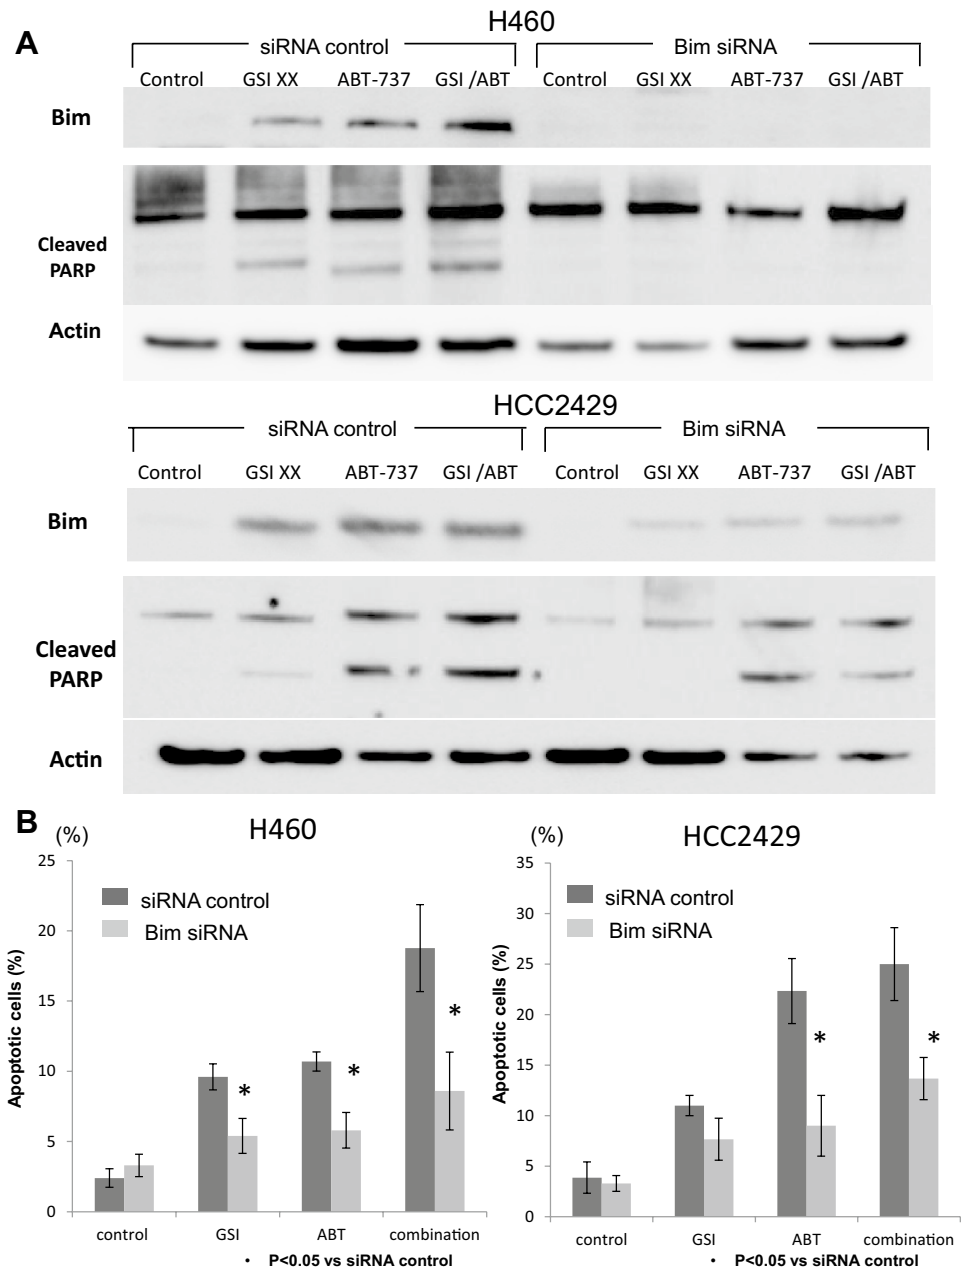 A
H460
siRNA control Bim siRNA
Control GSI XX ABT-737 GSI /ABT Control GSI XX ABT-737 GSI /ABT
Bim
Cleaved
PARP
Actin
HCC2429
siRNA control Bim siRNA
Control GSI XX ABT-737 GSI /ABT Control GSI XX ABT-737 GSI /ABT
Bim
Cleaved
PARP
Actin
B
(%) H460
25
20
15
10
5
0
Apoptotic cells (%)
siRNA control
Bim siRNA
* * *
control GSI ABT combination
• P<0.05 vs siRNA control
(%) HCC2429
35
30
25
20
15
10
5
0
Apoptotic cells (%)
siRNA control
Bim siRNA
* *
control GSI ABT combination
• P<0.05 vs siRNA control